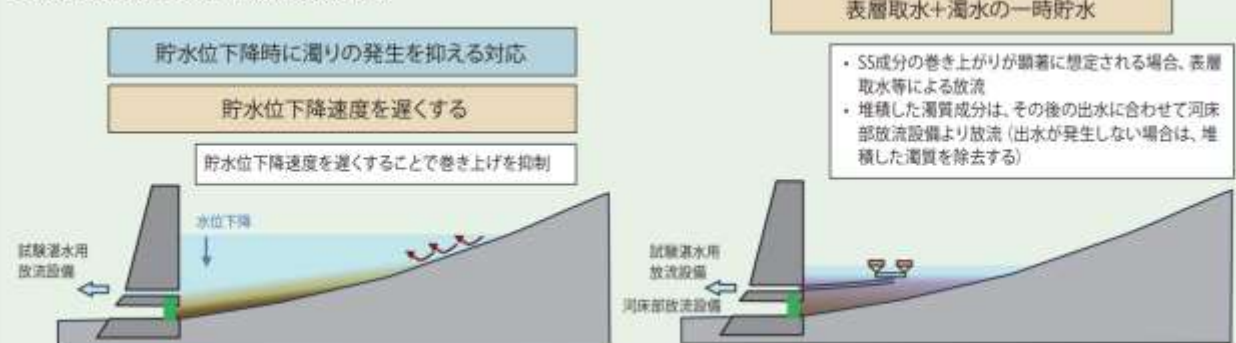 貯水位下降時に濁りの発生を抑える対応
貯水位下降速度を遅くする
貯水位下降速度を遅くすることで巻き上げを抑制
水位下降
試験湛水用
放流設備
表層取水+濁水の一時貯水
・ SS成分の巻き上がりが顕著に想定される場合、表層
取水等による放流
・ 堆積した濁質成分は、その後の出水に合わせて河床
部放流設備より放流（出水が発生しない場合は、堆
積した濁質を除去する）
試験湛水用
放流設備
河床部放流設備